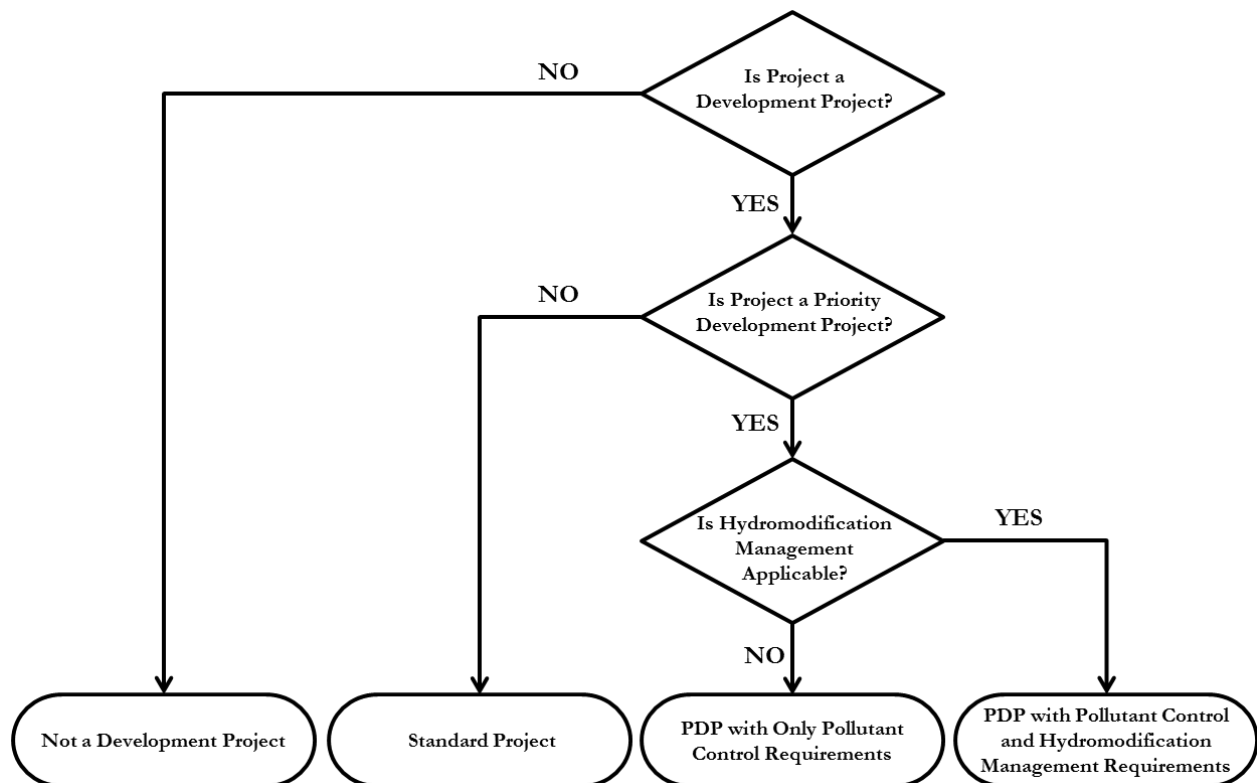 NO
Is Project a
Development Project?
YES
NO
Is Project a Priority
Development Project?
YES
Is Hydromodification
Management
Applicable?
YES
NO
Not a Development Project
Standard Project
PDP with Only Pollutant
Control Requirements
PDP with Pollutant Control
and Hydromodification
Management Requirements